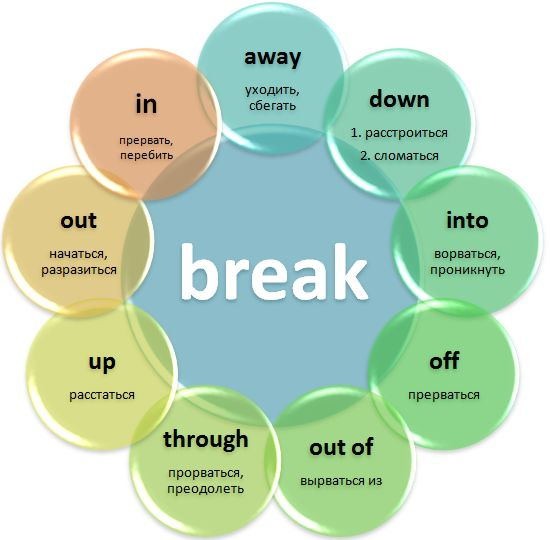 away
уходить,
сбегать
down
1. расстроиться
2. сломаться
into
ворваться,
проникнуть
off
прерваться
out of
вырваться из
through
прорваться,
преодолеть
up
расстаться
out
начаться,
разразиться
in
прервать,
перебить
break